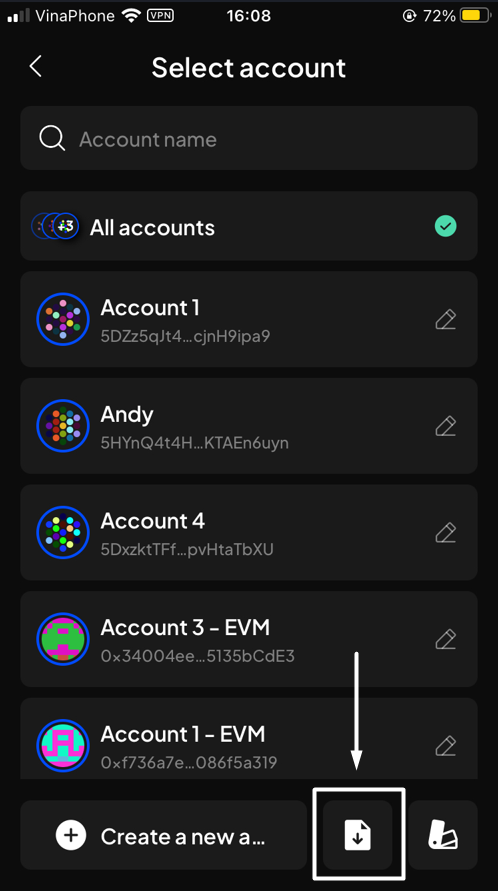 VinaPhone VPN 16:08 72%
Select account
Account name
+3 All accounts
Account 1
5DZz5qJt4...cjnH9ipa9
Andy
5HYnQ4t4H...KTAEn6uyn
Account 4
5DxzktTFf...pvHtaTbXU
Account 3 - EVM
0x34004ee...5135bCdE3
Account 1 - EVM
0xf736a7e...086f5a319
Create a new a...